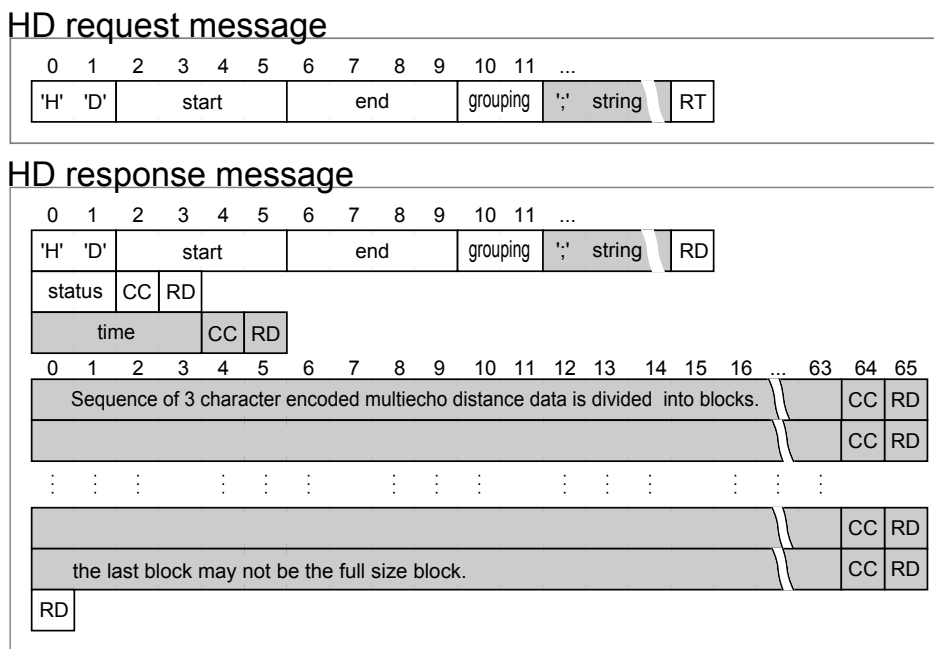 HD request message
0 1 2 3 4 5 6 7 8 9 10 11 ...
'H' 'D' start end grouping ';' string RT
HD response message
0 1 2 3 4 5 6 7 8 9 10 11 ...
'H' 'D' start end grouping ';' string RD
status CC RD
time CC RD
0 1 2 3 4 5 6 7 8 9 10 11 12 13 14 15 16 ... 63 64 65
Sequence of 3 character encoded multiecho distance data is divided into blocks. CC RD
CC RD
CC RD
the last block may not be the full size block. CC RD
RD